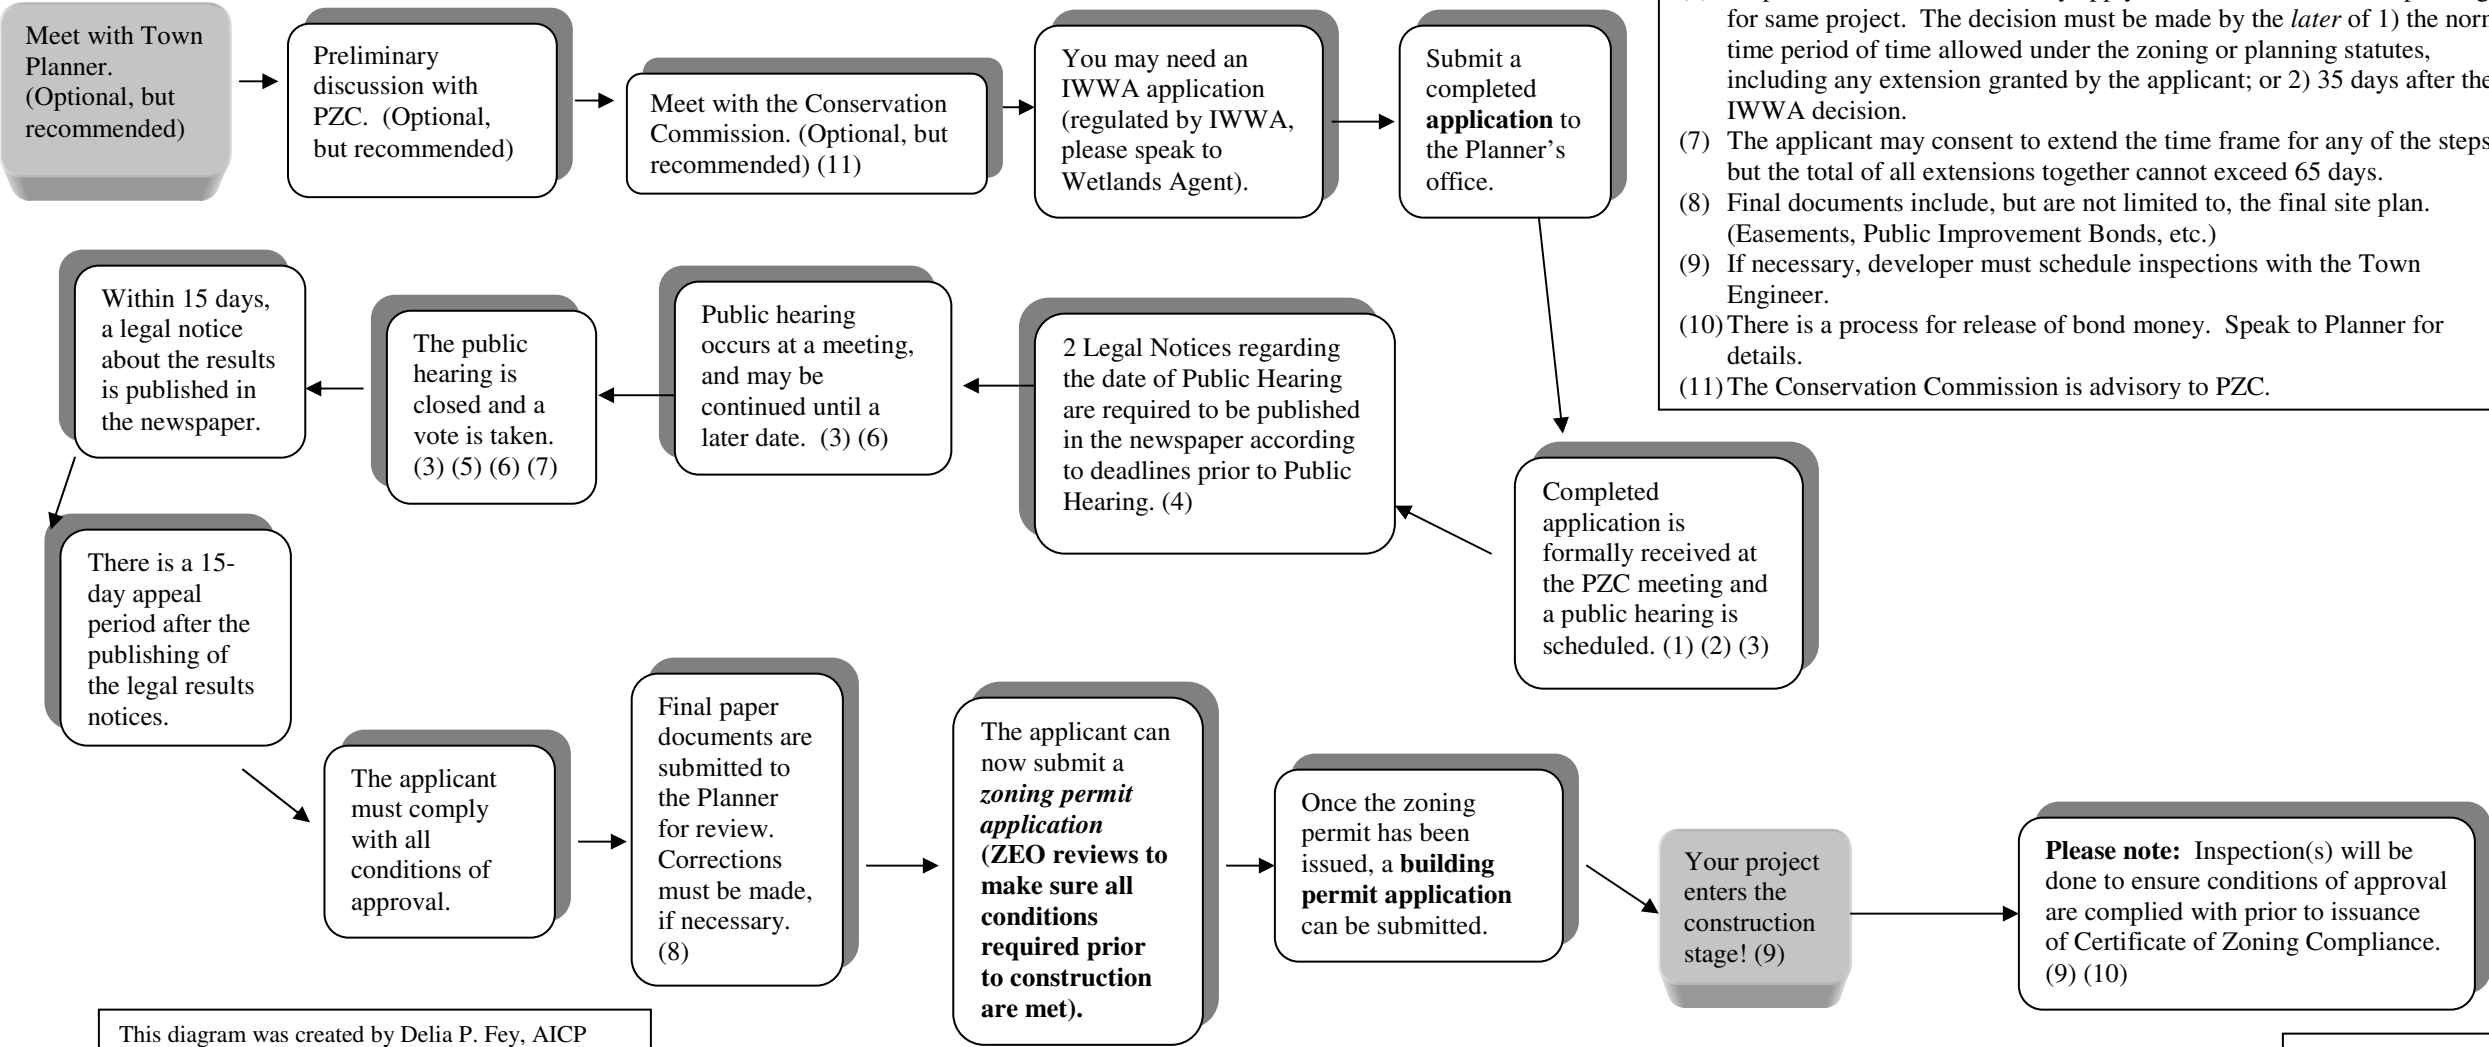 Meet with Town
Planner.
(Optional, but
recommended)
Preliminary
discussion with
PZC.  (Optional,
but recommended)
Meet with the Conservation
Commission. (Optional, but
recommended) (11)
You may need an
IWWA application
(regulated by IWWA,
please speak to
Wetlands Agent).
Submit a
completed
application to
the Planner's
office.
for same project.  The decision must be made by the later of 1) the
time period of time allowed under the zoning or planning statutes,
including any extension granted by the applicant; or 2) 35 days after the
IWWA decision.
(7) The applicant may consent to extend the time frame for any of the steps
but the total of all extensions together cannot exceed 65 days.
(8) Final documents include, but are not limited to, the final site plan.
(Easements, Public Improvement Bonds, etc.)
(9) If necessary, developer must schedule inspections with the Town
Engineer.
(10) There is a process for release of bond money.  Speak to Planner for
details.
(11) The Conservation Commission is advisory to PZC.
Completed
application is
formally received at
the PZC meeting and
a public hearing is
scheduled. (1) (2) (3)
2 Legal Notices regarding
the date of Public Hearing
are required to be published
in the newspaper according
to deadlines prior to Public
Hearing. (4)
Public hearing
occurs at a meeting,
and may be
continued until a
later date.  (3) (6)
The public
hearing is
closed and a
vote is taken.
(3) (5) (6) (7)
Within 15 days,
a legal notice
about the results
is published in
the newspaper.
There is a 15-
day appeal
period after the
publishing of
the legal results
notices.
The applicant
must comply
with all
conditions of
approval.
Final paper
documents are
submitted to
the Planner
for review.
Corrections
must be made,
if necessary.
(8)
The applicant can
now submit a
zoning permit
application
(ZEO reviews to
make sure all
conditions
required prior
to construction
are met).
Once the zoning
permit has been
issued, a building
permit application
can be submitted.
Your project
enters the
construction
stage! (9)
Please note:  Inspection(s) will be
done to ensure conditions of approval
are complied with prior to issuance
of Certificate of Zoning Compliance.
(9) (10)
This diagram was created by Delia P. Fey, AICP